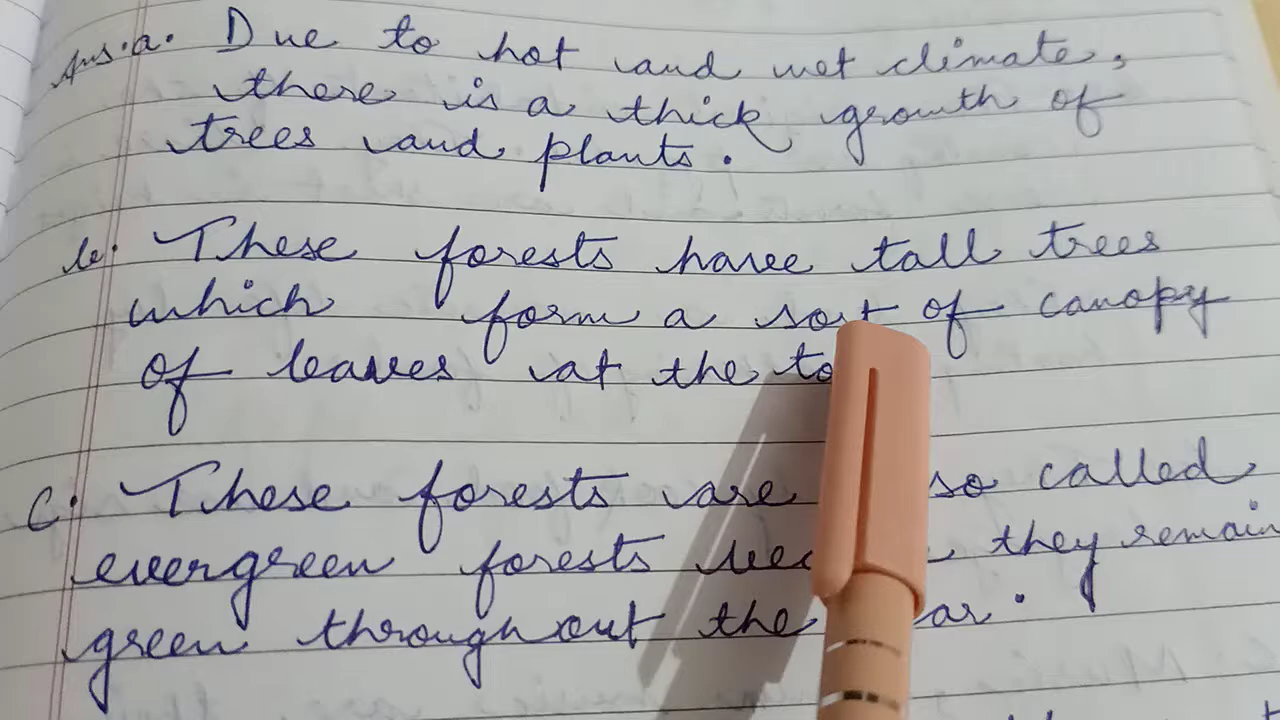 Ans.a. Due to hot and wet climate,
there is a thick growth of
trees and plants.
b. These forests have tall trees
which form a sort of canopy
of leaves at the to
C. These forests are so called
evergreen forests they remain
green throughout the ar.